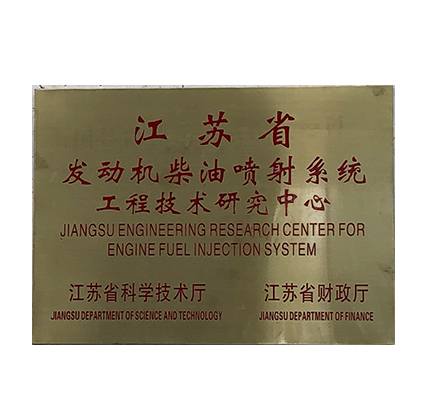 江苏省
发动机柴油喷射系统
工程技术研究中心
JIANGSU ENGINEERING RESEARCH CENTER FOR
ENGINE FUEL INJECTION SYSTEM
江苏省科学技术厅 江苏省财政厅
JIANGSU DEPARTMENT OF SCIENCE AND TECHNOLOGY JIANGSU DEPARTMENT OF FINANCE